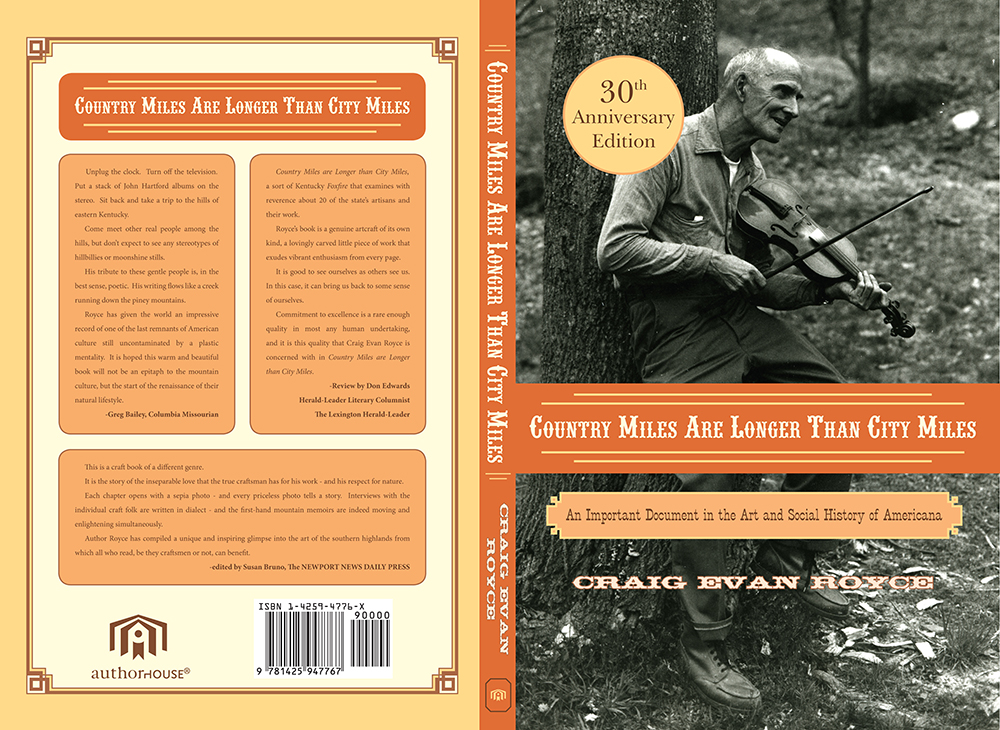 COUNTRY MILES ARE LONGER THAN CITY MILES
Unplug the clock. Turn off the television.
Put a stack of John Hartford albums on the
stereo. Sit back and take a trip to the hills of
eastern Kentucky.
Come meet other real people among the
hills, but don't expect to see any stereotypes of
hillbillies or moonshine stills.
His tribute to these gentle people is, in the
best sense, poetic. His writing flows like a creek
running down the piney mountains.
Royce has given the world an impressive
record of one of the last remnants of American
culture still uncontaminated by a plastic
mentality. It is hoped this warm and beautiful
book will not be an epitaph to the mountain
culture, but the start of the renaissance of their
natural lifestyle.
-Greg Bailey, Columbia Missourian
Country Miles are Longer than City Miles,
a sort of Kentucky Foxfire that examines with
reverence about 20 of the state's artisans and
their work.
Royce's book is a genuine artcraft of its own
kind, a lovingly carved little piece of work that
exudes vibrant enthusiasm from every page.
It is good to see ourselves as others see us.
In this case, it can bring us back to some sense
of ourselves.
Commitment to excellence is a rare enough
quality in most any human undertaking,
and it is this quality that Craig Evan Royce is
concerned with in Country Miles are Longer
than City Miles.
-Review by Don Edwards
Herald-Leader Literary Columnist
The Lexington Herald-Leader
This is a craft book of a different genre.
It is the story of the inseparable love that the true craftsman has for his work - and his respect for nature.
Each chapter opens with a sepia photo - and every priceless photo tells a story. Interviews with the
individual craft folk are written in dialect - and the first-hand mountain memoirs are indeed moving and
enlightening simultaneously.
Author Royce has compiled a unique and inspiring glimpse into the art of the southern highlands from
which all who read, be they craftsmen or not, can benefit.
-edited by Susan Bruno, The NEWPORT NEWS DAILY PRESS
authorHOUSE®
ISBN 1-4259-4776-X
90000
9 781425 947767
COUNTRY MILES ARE LONGER THAN CITY MILES
CRAIG EVAN
ROYCE
30th
Anniversary
Edition
COUNTRY MILES ARE LONGER THAN CITY MILES
An Important Document in the Art and Social History of Americana
CRAIG EVAN ROYCE